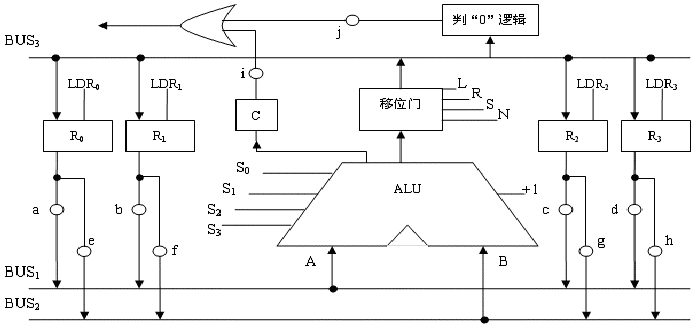 判“0”逻辑
j
BUS₃
i
L
LDR₀
LDR₁
R
LDR₂
LDR₃
移位门
S
C
N
R₀
R₁
R₂
R₃
S₀
ALU
S₁
+1
a
b
S₂
c
d
S₃
e
f
g
h
A
B
BUS₁
BUS₂